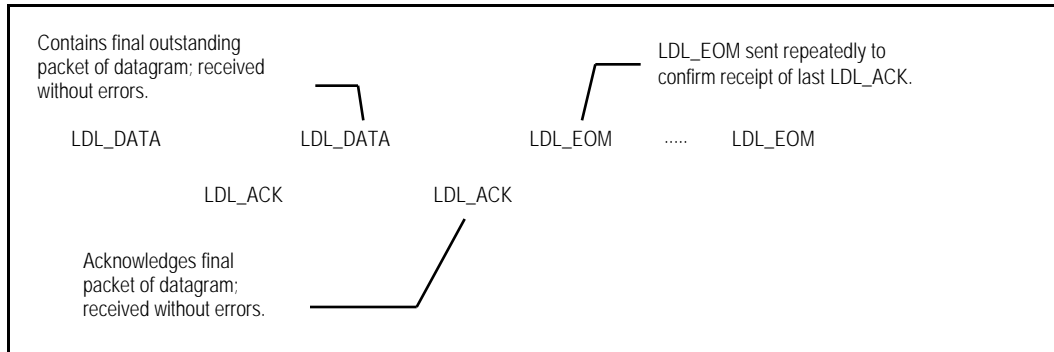 Contains final outstanding
packet of datagram; received
without errors.
LDL_EOM sent repeatedly to
confirm receipt of last LDL_ACK.
LDL_DATA LDL_DATA LDL_EOM ..... LDL_EOM
LDL_ACK LDL_ACK
Acknowledges final
packet of datagram;
received without errors.